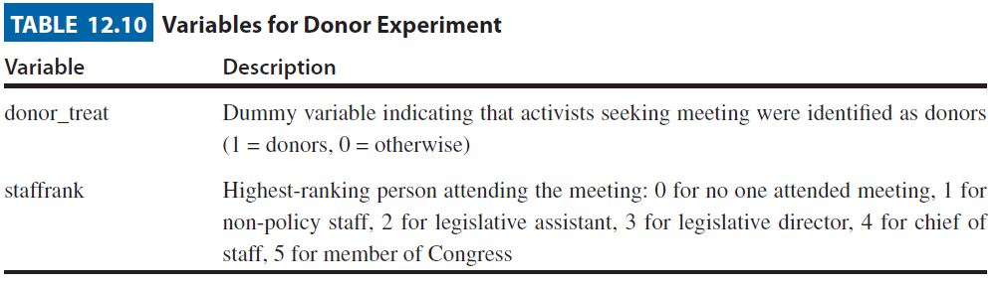 TABLE 12.10 Variables for Donor Experiment
Variable Description
donor_treat Dummy variable indicating that activists seeking meeting were identified as donors
(1 = donors, 0 = otherwise)
staffrank Highest-ranking person attending the meeting: 0 for no one attended meeting, 1 for
non-policy staff, 2 for legislative assistant, 3 for legislative director, 4 for chief of
staff, 5 for member of Congress